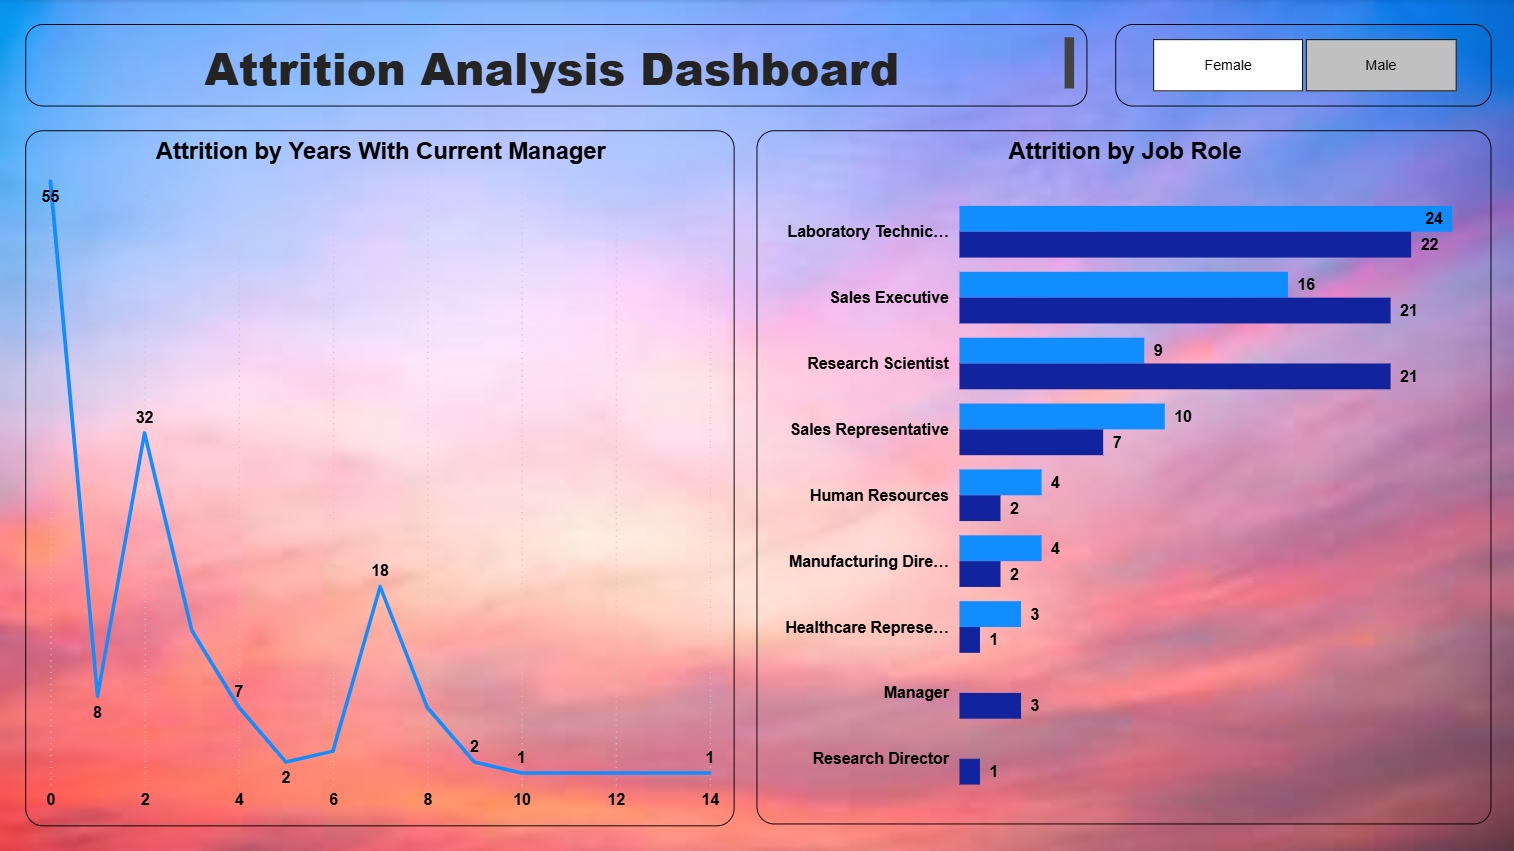 Attrition Analysis Dashboard
Female
Male
Attrition by Years With Current Manager
55
8
32
7
2
18
2
1
1
0 2 4 6 8 10 12 14
Attrition by Job Role
Laboratory Technic...
24
22
Sales Executive
16
21
Research Scientist
9
21
Sales Representative
10
7
Human Resources
4
2
Manufacturing Dire...
4
2
Healthcare Represe...
3
1
Manager
3
Research Director
1